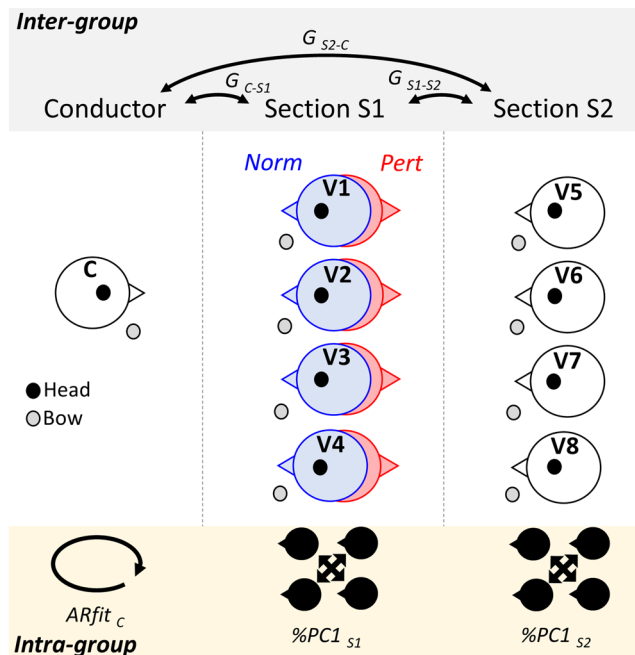 Inter-group
G S2-C
G C-S1
G S1-S2
Conductor
Section S1
Section S2
Norm
Pert
V1
V5
C
V2
V6
V3
V7
Head
Bow
V4
V8
ARfit C
%PC1 S1
%PC1 S2
Intra-group